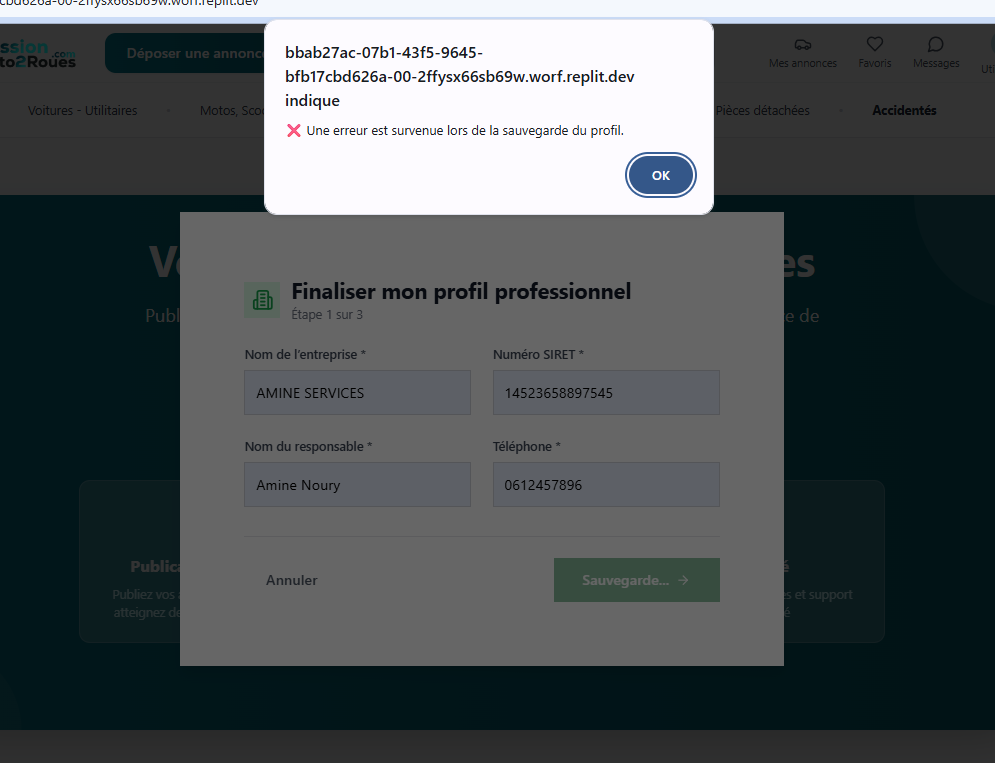 cbd626a-00-2ffysx66sb69w.worf.replit.dev
bbab27ac-07b1-43f5-9645-
bfb17cbd626a-00-2ffysx66sb69w.worf.replit.dev
indique
❌ Une erreur est survenue lors de la sauvegarde du profil.
OK
ssion
to2Roues
.com
Déposer une annonce
Mes annonces
Favoris
Messages
Uti
Voitures - Utilitaires
Motos, Scoo
Pièces détachées
Accidentés
V
es
Publ
e de
Finaliser mon profil professionnel
Étape 1 sur 3
Nom de l'entreprise *
Numéro SIRET *
AMINE SERVICES
14523658897545
Nom du responsable *
Téléphone *
Amine Noury
0612457896
Annuler
Sauvegarde... →
Publica
é
Publiez vos a
es et support
atteignez de
é